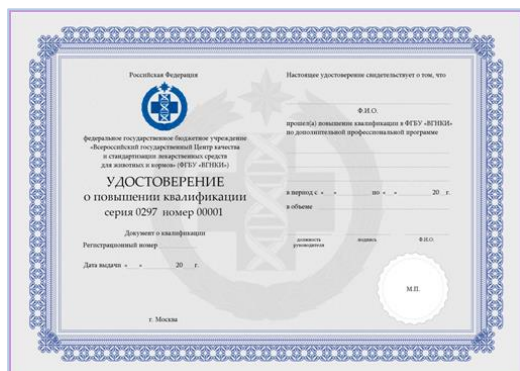 Российская Федерация
федеральное государственное бюджетное учреждение
«Всероссийский государственный Центр качества
и стандартизации лекарственных средств
для животных и кормов» (ФГБУ «ВГНКИ»)
УДОСТОВЕРЕНИЕ
о повышении квалификации
серия 0297 номер 00001
Документ о квалификации
Регистрационный номер
Дата выдачи « » 20 г.
г. Москва
Настоящее удостоверение свидетельствует о том, что
Ф.И.О.
прошел(а) повышение квалификации в ФГБУ «ВГНКИ»
по дополнительной профессиональной программе
в период с « » по « » 20 г.
в объеме
должность подпись Ф.И.О.
руководителя
М.П.